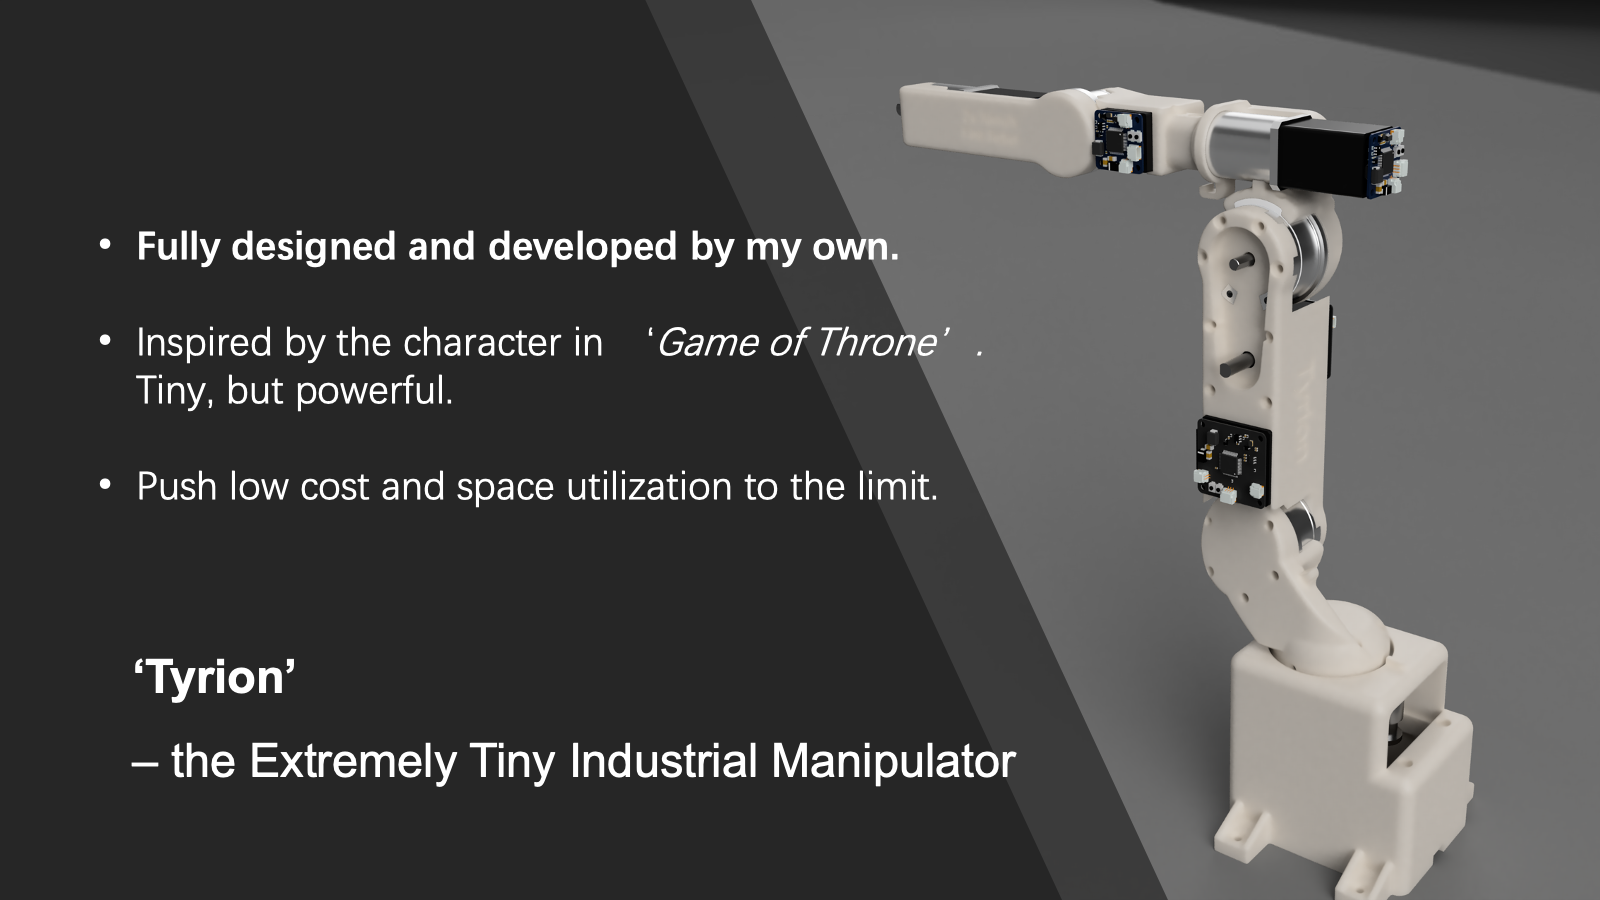 • Fully designed and developed by my own.
• Inspired by the character in ‘Game of Throne’.
Tiny, but powerful.
• Push low cost and space utilization to the limit.
‘Tyrion’
– the Extremely Tiny Industrial Manipulator
Tyrion